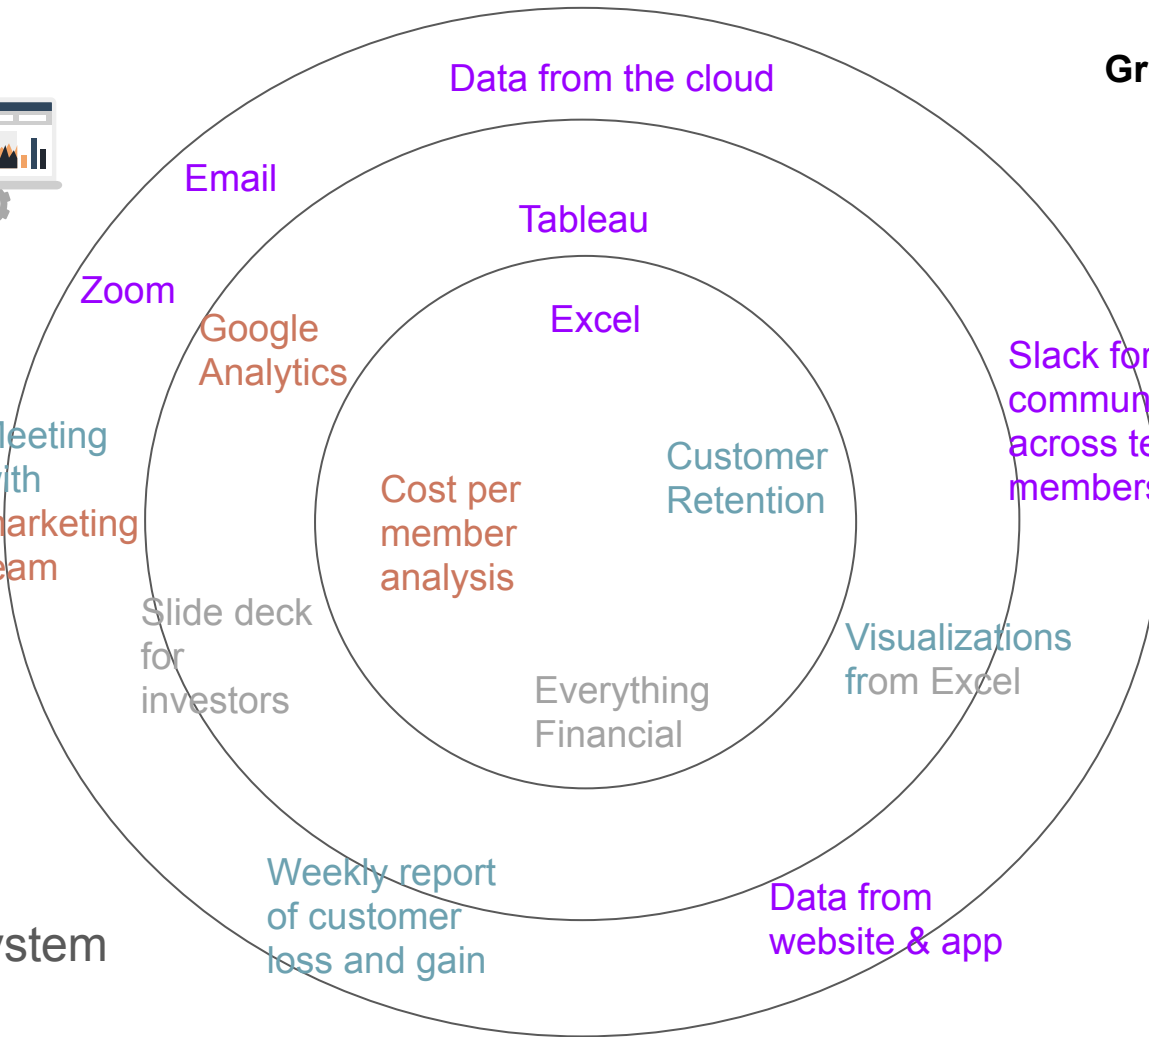 Data from the cloud
Gr
Email
Tableau
Zoom
Excel
Google
Analytics
Slack for
commun
across te
members
leeting
with
marketing
eam
Customer
Retention
Cost per
member
analysis
Slide deck
for
investors
Visualizations
from Excel
Everything
Financial
Weekly report
of customer
loss and gain
Data from
website & app
ystem